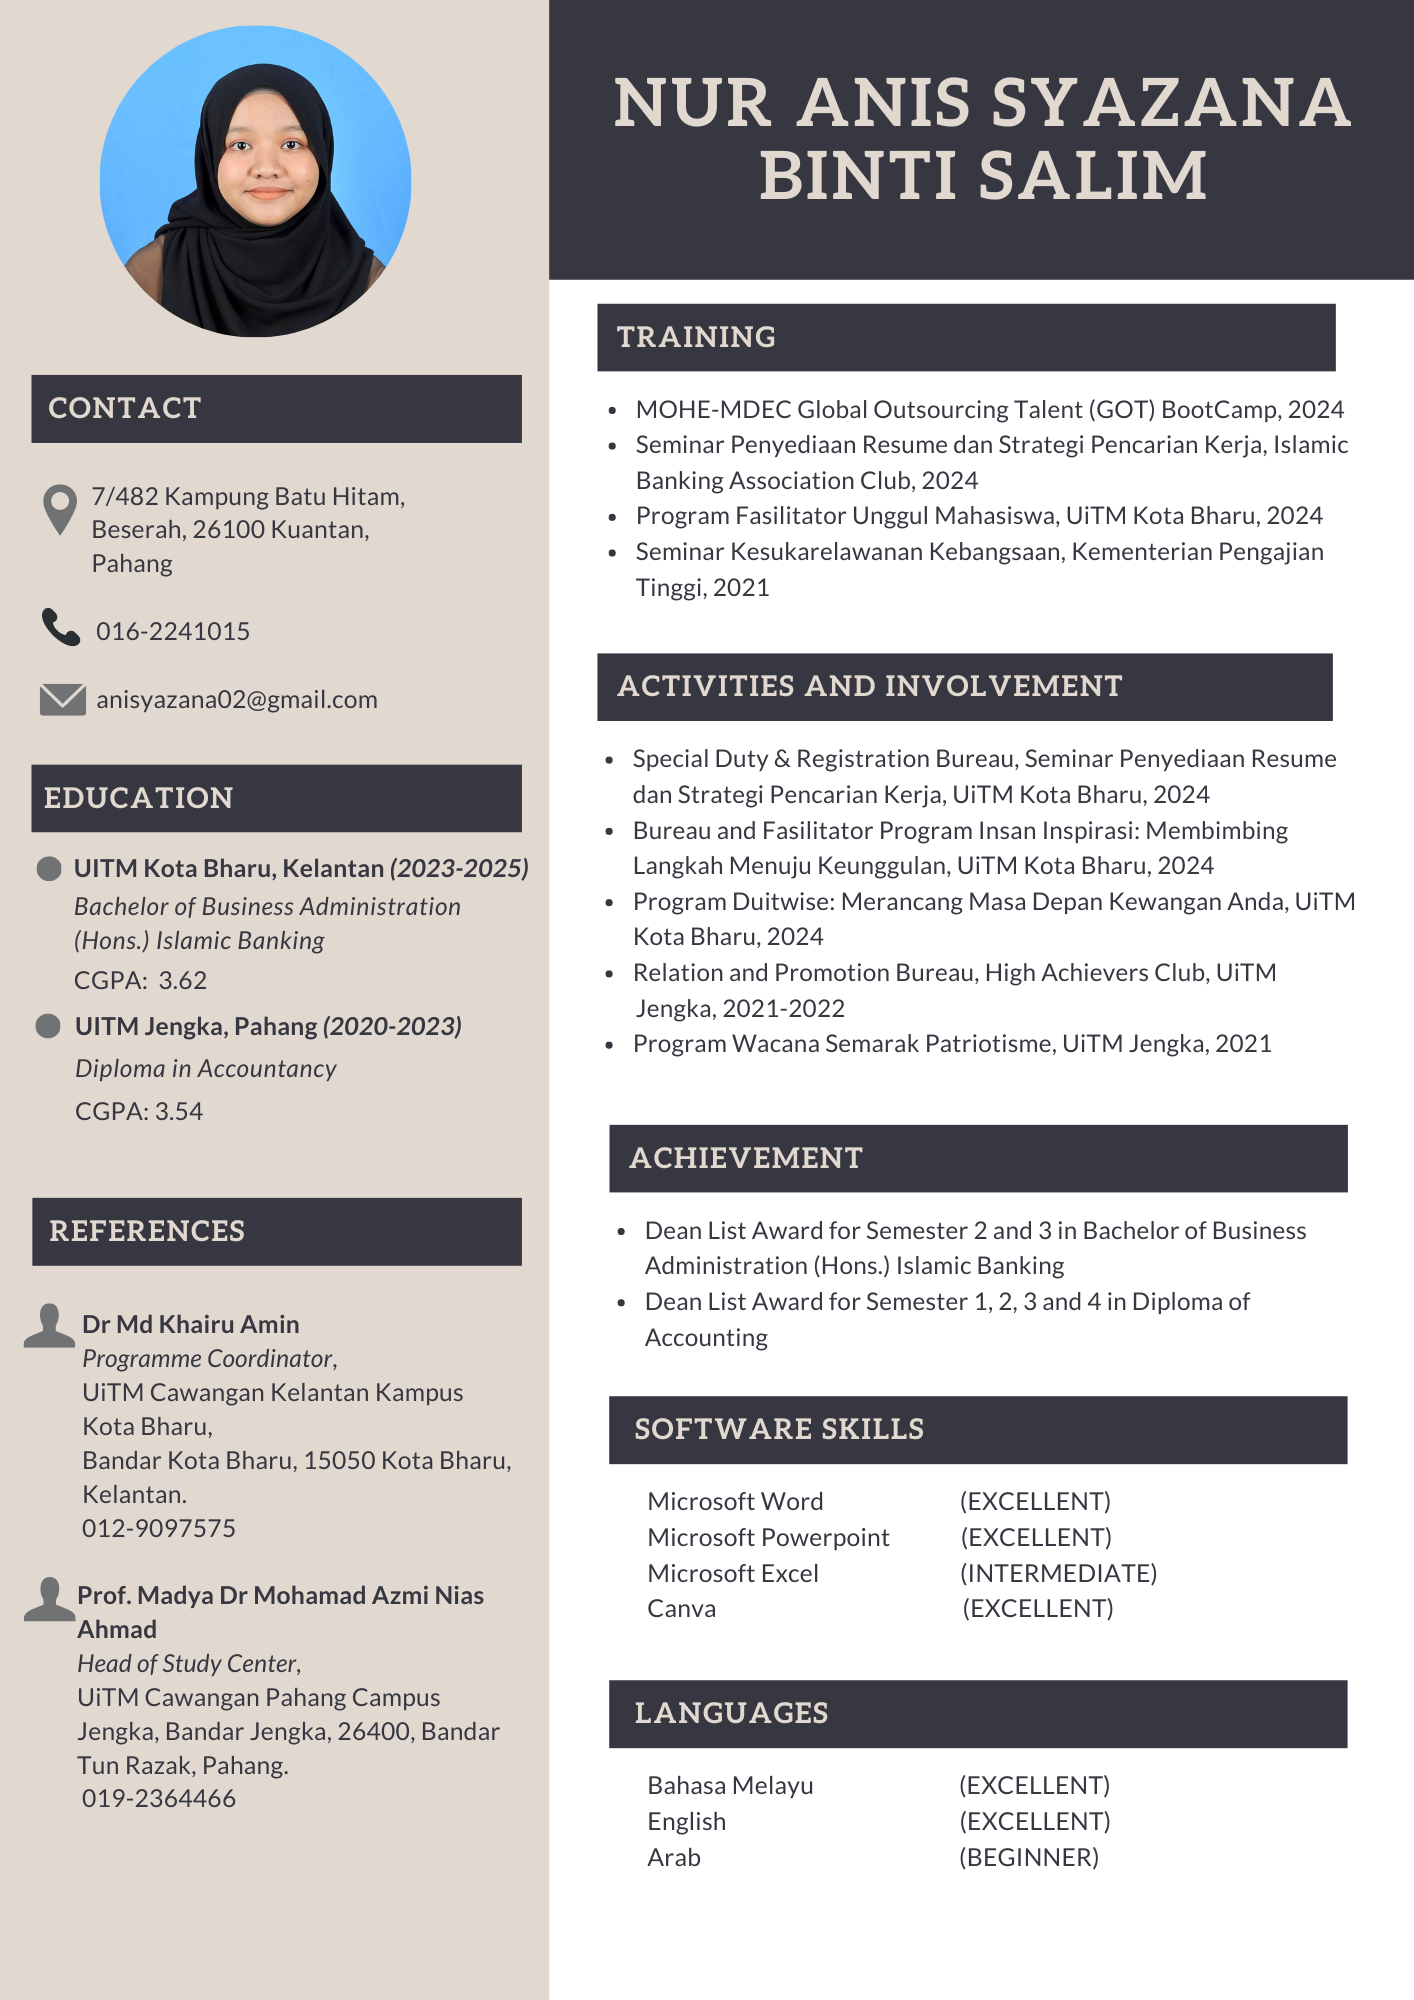 NUR ANIS SYAZANA
BINTI SALIM
CONTACT
7/482 Kampung Batu Hitam,
Beserah, 26100 Kuantan,
Pahang
016-2241015
anisyazana02@gmail.com
EDUCATION
UITM Kota Bharu, Kelantan (2023-2025)
Bachelor of Business Administration
(Hons.) Islamic Banking
CGPA: 3.62
UITM Jengka, Pahang (2020-2023)
Diploma in Accountancy
CGPA: 3.54
REFERENCES
Dr Md Khairu Amin
Programme Coordinator,
UiTM Cawangan Kelantan Kampus
Kota Bharu,
Bandar Kota Bharu, 15050 Kota Bharu,
Kelantan.
012-9097575
Prof. Madya Dr Mohamad Azmi Nias
Ahmad
Head of Study Center,
UiTM Cawangan Pahang Campus
Jengka, Bandar Jengka, 26400, Bandar
Tun Razak, Pahang.
019-2364466
TRAINING
• MOHE-MDEC Global Outsourcing Talent (GOT) BootCamp, 2024
• Seminar Penyediaan Resume dan Strategi Pencarian Kerja, Islamic
Banking Association Club, 2024
• Program Fasilitator Unggul Mahasiswa, UiTM Kota Bharu, 2024
• Seminar Kesukarelawanan Kebangsaan, Kementerian Pengajian
Tinggi, 2021
ACTIVITIES AND INVOLVEMENT
• Special Duty & Registration Bureau, Seminar Penyediaan Resume
dan Strategi Pencarian Kerja, UiTM Kota Bharu, 2024
• Bureau and Fasilitator Program Insan Inspirasi: Membimbing
Langkah Menuju Keunggulan, UiTM Kota Bharu, 2024
• Program Duitwise: Merancang Masa Depan Kewangan Anda, UiTM
Kota Bharu, 2024
• Relation and Promotion Bureau, High Achievers Club, UiTM
Jengka, 2021-2022
• Program Wacana Semarak Patriotisme, UiTM Jengka, 2021
ACHIEVEMENT
• Dean List Award for Semester 2 and 3 in Bachelor of Business
Administration (Hons.) Islamic Banking
• Dean List Award for Semester 1, 2, 3 and 4 in Diploma of
Accounting
SOFTWARE SKILLS
Microsoft Word (EXCELLENT)
Microsoft Powerpoint (EXCELLENT)
Microsoft Excel (INTERMEDIATE)
Canva (EXCELLENT)
LANGUAGES
Bahasa Melayu (EXCELLENT)
English (EXCELLENT)
Arab (BEGINNER)